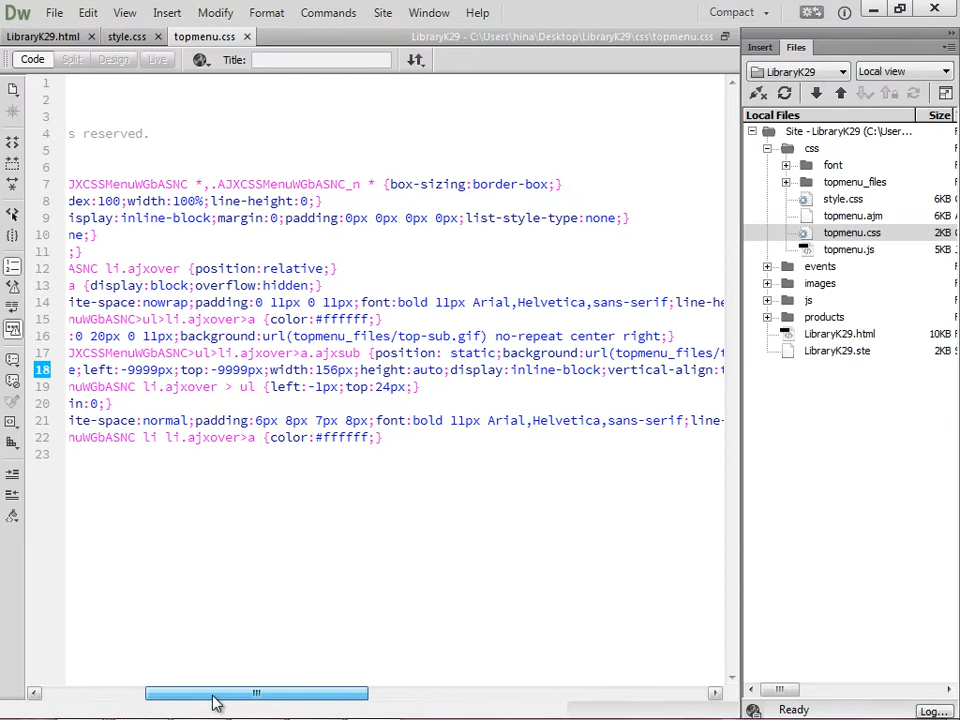 Dw File Edit View Insert Modify Format Commands Site Window Help Compact
LibraryK29.html × style.css × topmenu.css × LibraryK29 - C:\Users\hina\Desktop\LibraryK29\css\topmenu.css
Code Split Design Live Title:
1
2
3
4 s reserved.
5
6
7 JXCSSMenuWGbASNC *,.AJXCSSMenuWGbASNC_n * {box-sizing:border-box;}
8 dex:100;width:100%;line-height:0;}
9 isplay:inline-block;margin:0;padding:0px 0px 0px 0px;list-style-type:none;}
10 ne;}
11 ;}
12 ASNC li.ajxover {position:relative;}
13 a {display:block;overflow:hidden;}
14 ite-space:nowrap;padding:0 11px 0 11px;font:bold 11px Arial,Helvetica,sans-serif;line-he
15 nuWGbASNC>ul>li.ajxover>a {color:#ffffff;}
16 :0 20px 0 11px;background:url(topmenu_files/top-sub.gif) no-repeat center right;}
17 JXCSSMenuWGbASNC>ul>li.ajxover>a.ajxsub {position: static;background:url(topmenu_files/t
18 e;left:-9999px;top:-9999px;width:156px;height:auto;display:inline-block;vertical-align:t
19 nuWGbASNC li.ajxover > ul {left:-1px;top:24px;}
20 in:0;}
21 ite-space:normal;padding:6px 8px 7px 8px;font:bold 11px Arial,Helvetica,sans-serif;line-
22 nuWGbASNC li li.ajxover>a {color:#ffffff;}
23
Insert Files
LibraryK29 Local view
Local Files Size
Site - LibraryK29 (C:\User... F
css F
font F
topmenu_files F
style.css 6KB C
topmenu.ajm 6KB A
topmenu.css 2KB C
topmenu.js 5KB J
events F
images F
js F
products F
LibraryK29.html 10KB F
LibraryK29.ste 2KB D
Ready Log...